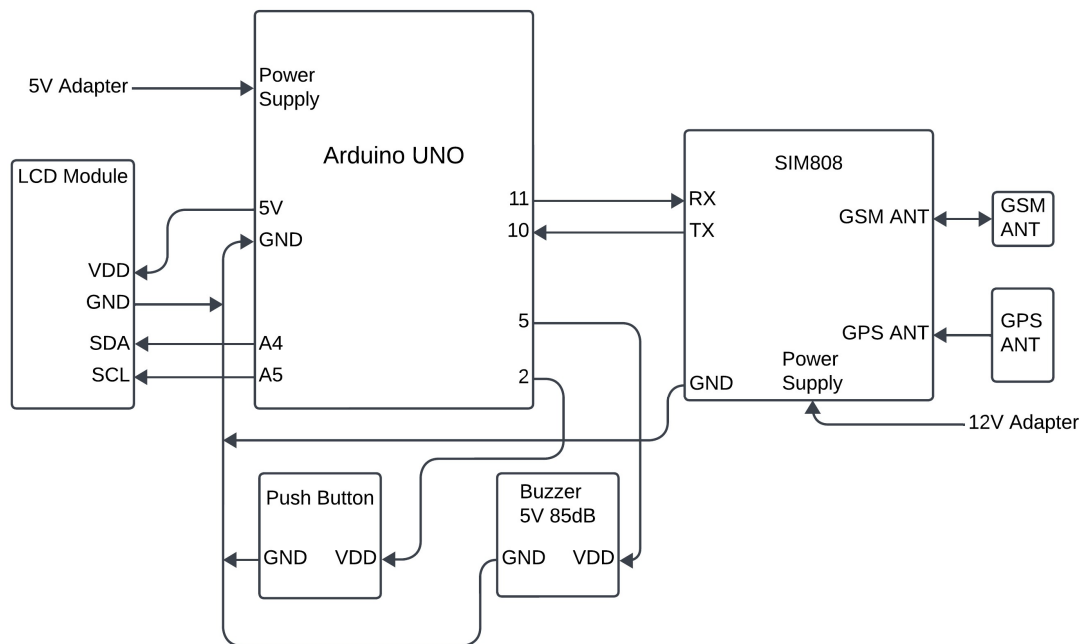 5V Adapter
Power
Supply
Arduino UNO
5V
GND
A4
A5
11
10
5
2
LCD Module
VDD
GND
SDA
SCL
SIM808
RX
TX
GND
GSM ANT
GPS ANT
Power
Supply
GSM
ANT
GPS
ANT
12V Adapter
Push Button
GND
VDD
Buzzer
5V 85dB
GND
VDD